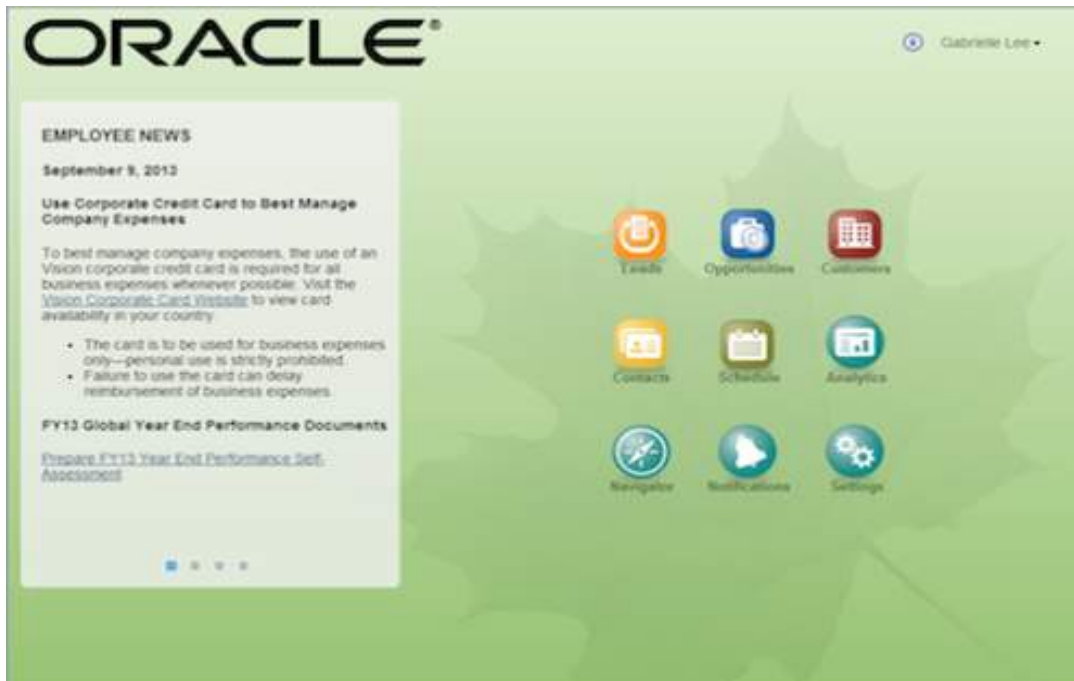 ORACLE®
Gabrielle Lee
EMPLOYEE NEWS
September 9, 2013
Use Corporate Credit Card to Best Manage
Company Expenses
To best manage company expenses, the use of an
Vision corporate credit card is required for all
business expenses whenever possible. Visit the
Vision Corporate Card Website to view card
availability in your country.
• The card is to be used for business expenses
only—personal use is strictly prohibited.
• Failure to use the card can delay
reimbursement of business expenses.
FY13 Global Year End Performance Documents
Prepare FY13 Year End Performance Self-
Assessment
Leads
Opportunities
Customers
Contacts
Schedule
Analytics
Navigator
Notifications
Settings